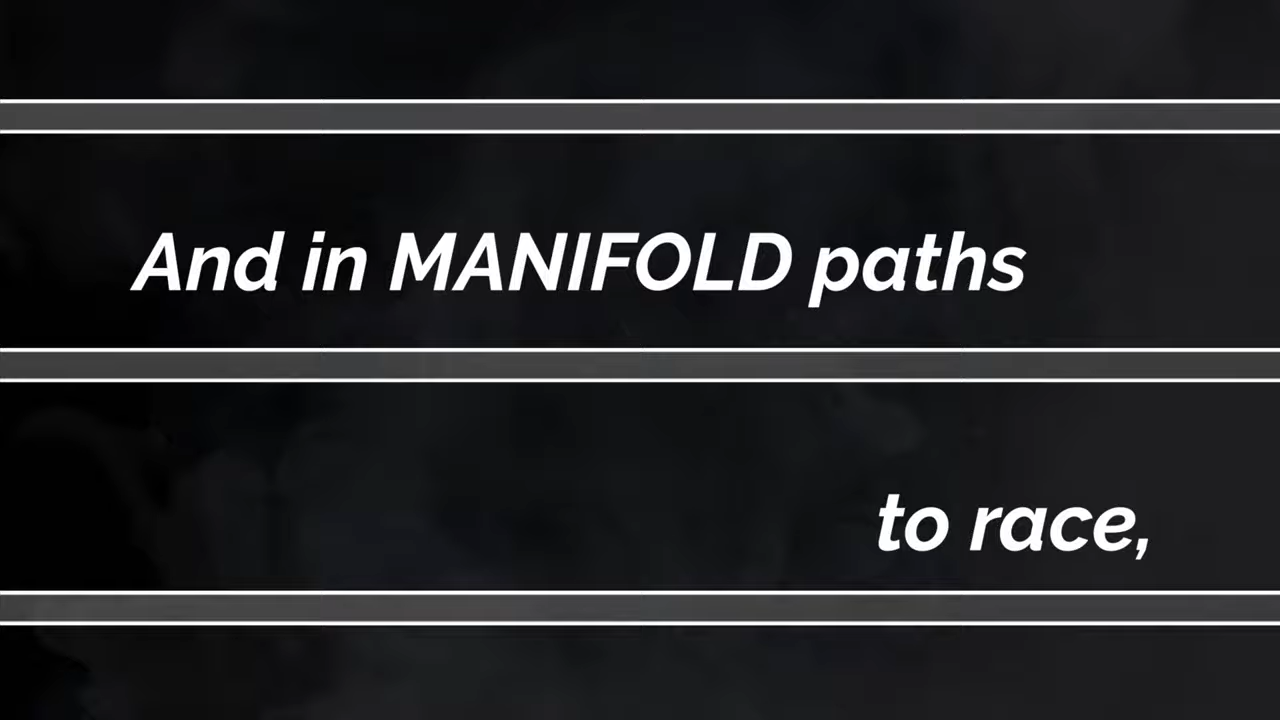 And in MANIFOLD paths
to race,